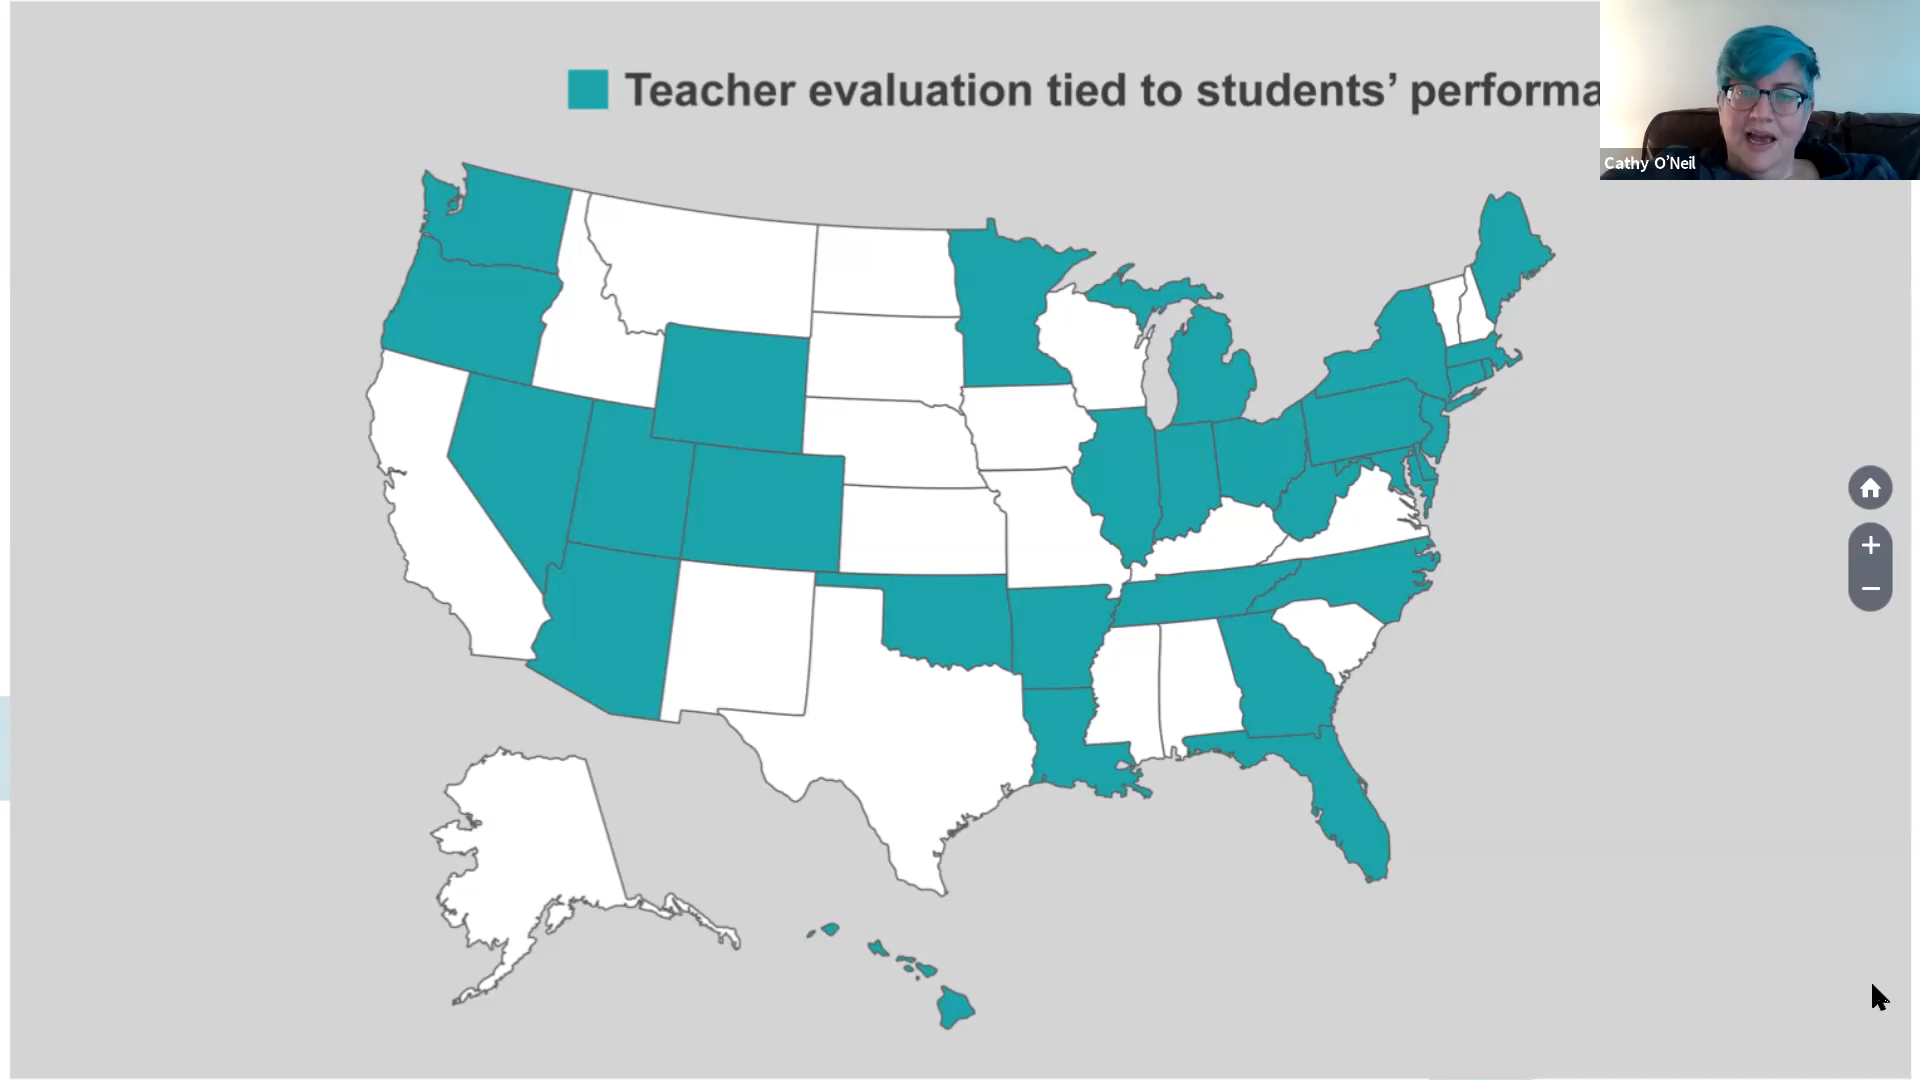 Teacher evaluation tied to students’ performa
Cathy O’Neil